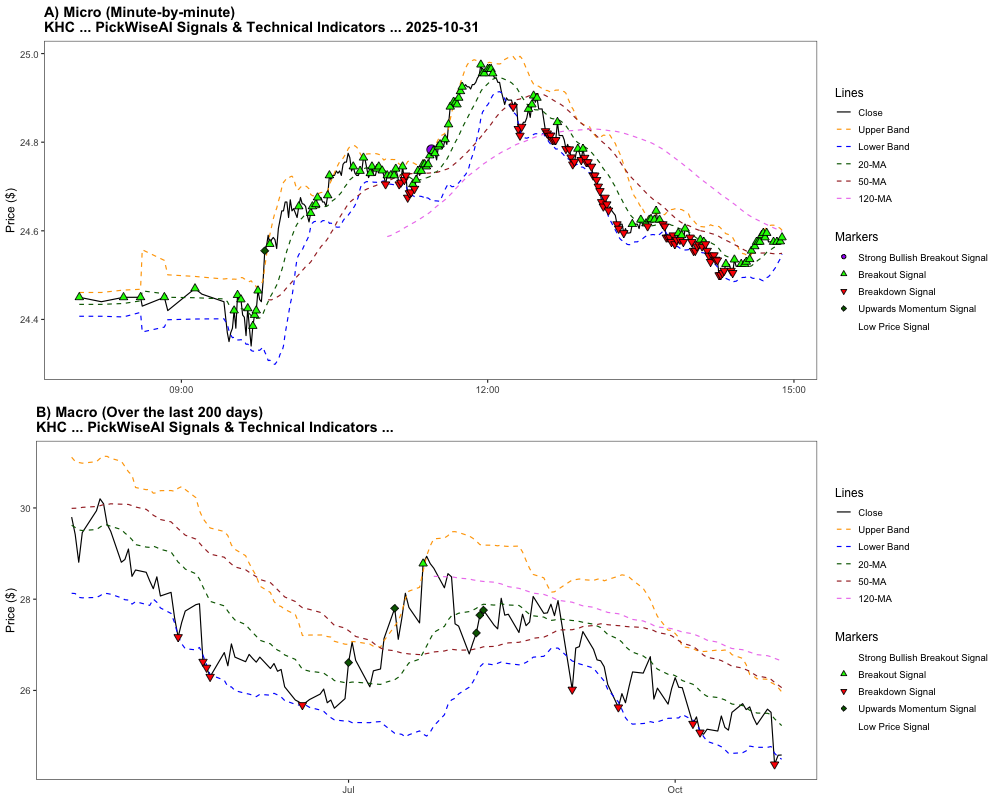 A) Micro (Minute-by-minute)
KHC ... PickWiseAI Signals & Technical Indicators ... 2025-10-31
25.0
24.8
24.6
24.4
Price ($)
09:00
12:00
15:00
Lines
Close
Upper Band
Lower Band
20-MA
50-MA
120-MA
Markers
Strong Bullish Breakout Signal
Breakout Signal
Breakdown Signal
Upwards Momentum Signal
Low Price Signal
B) Macro (Over the last 200 days)
KHC ... PickWiseAI Signals & Technical Indicators ...
30
28
26
Price ($)
Jul
Oct
Lines
Close
Upper Band
Lower Band
20-MA
50-MA
120-MA
Markers
Strong Bullish Breakout Signal
Breakout Signal
Breakdown Signal
Upwards Momentum Signal
Low Price Signal